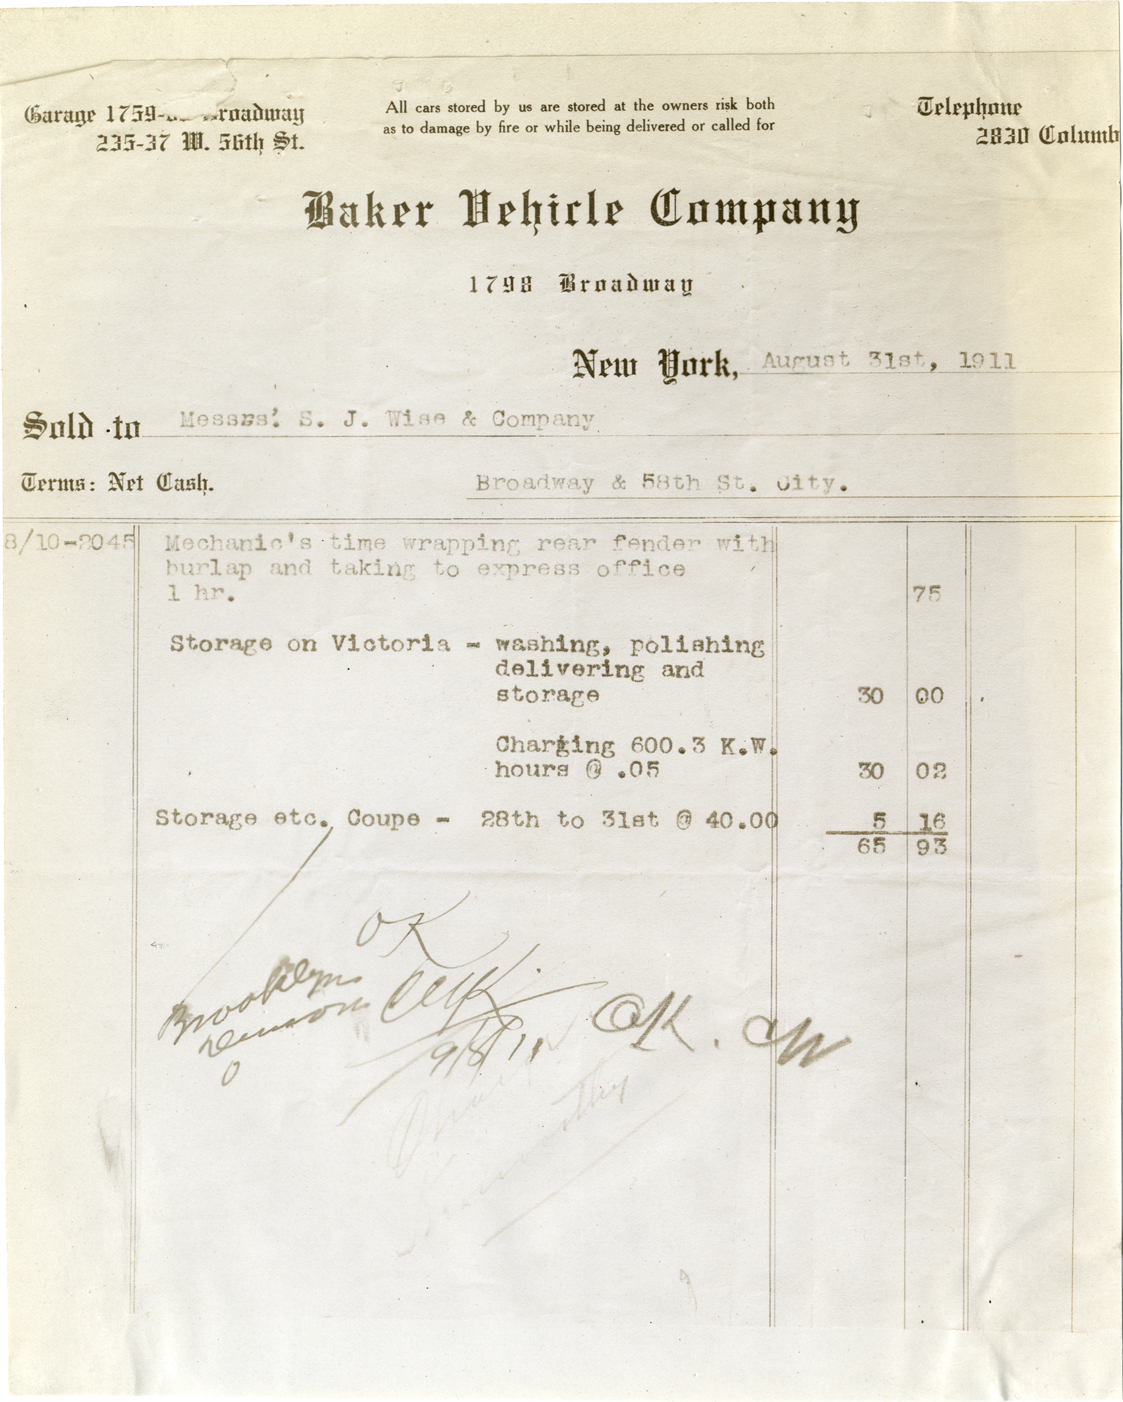 Garage 1759- Broadway
235-37 W. 56th St.
All cars stored by us are stored at the owners risk both
as to damage by fire or while being delivered or called for
Telephone
2830 Columb
Baker Vehicle Company
1798 Broadway
New York, August 31st, 1911
Sold to Messrs'. S. J. Wise & Company
Terms: Net Cash. Broadway & 58th St. City.
8/10-2045 Mechanic's time wrapping rear fender with
burlap and taking to express office
1 hr. 75
Storage on Victoria - washing, polishing
delivering and
storage 30 00
Charging 600.3 K.W.
hours @ .05 30 02
Storage etc. Coupe - 28th to 31st @ 40.00 5 16
65 93
OK
Brooklyn
OK. CW
9/8/11